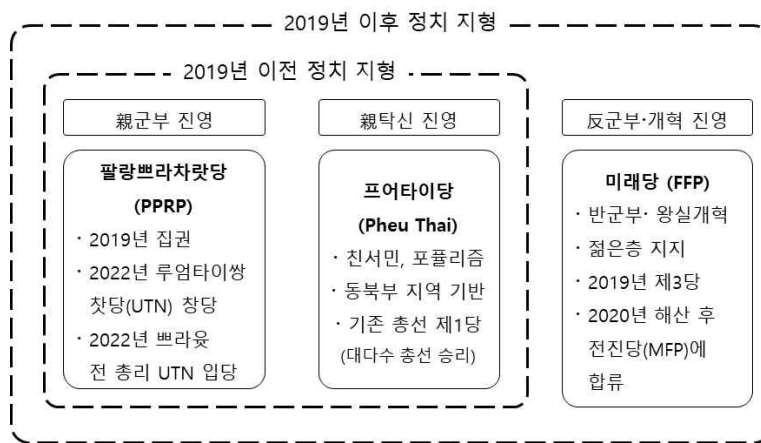 2019년 이후 정치 지형
2019년 이전 정치 지형
親군부 진영
팔랑쁘라차랏당
(PPRP)
· 2019년 집권
· 2022년 루엄타이쌍
찻당(UTN) 창당
· 2022년 쁘라윳
전 총리 UTN 입당
親탁신 진영
프어타이당
(Pheu Thai)
· 친서민, 포퓰리즘
· 동북부 지역 기반
· 기존 총선 제1당
(대다수 총선 승리)
反군부·개혁 진영
미래당 (FFP)
· 반군부· 왕실개혁
· 젊은층 지지
· 2019년 제3당
· 2020년 해산 후
전진당(MFP)에
합류